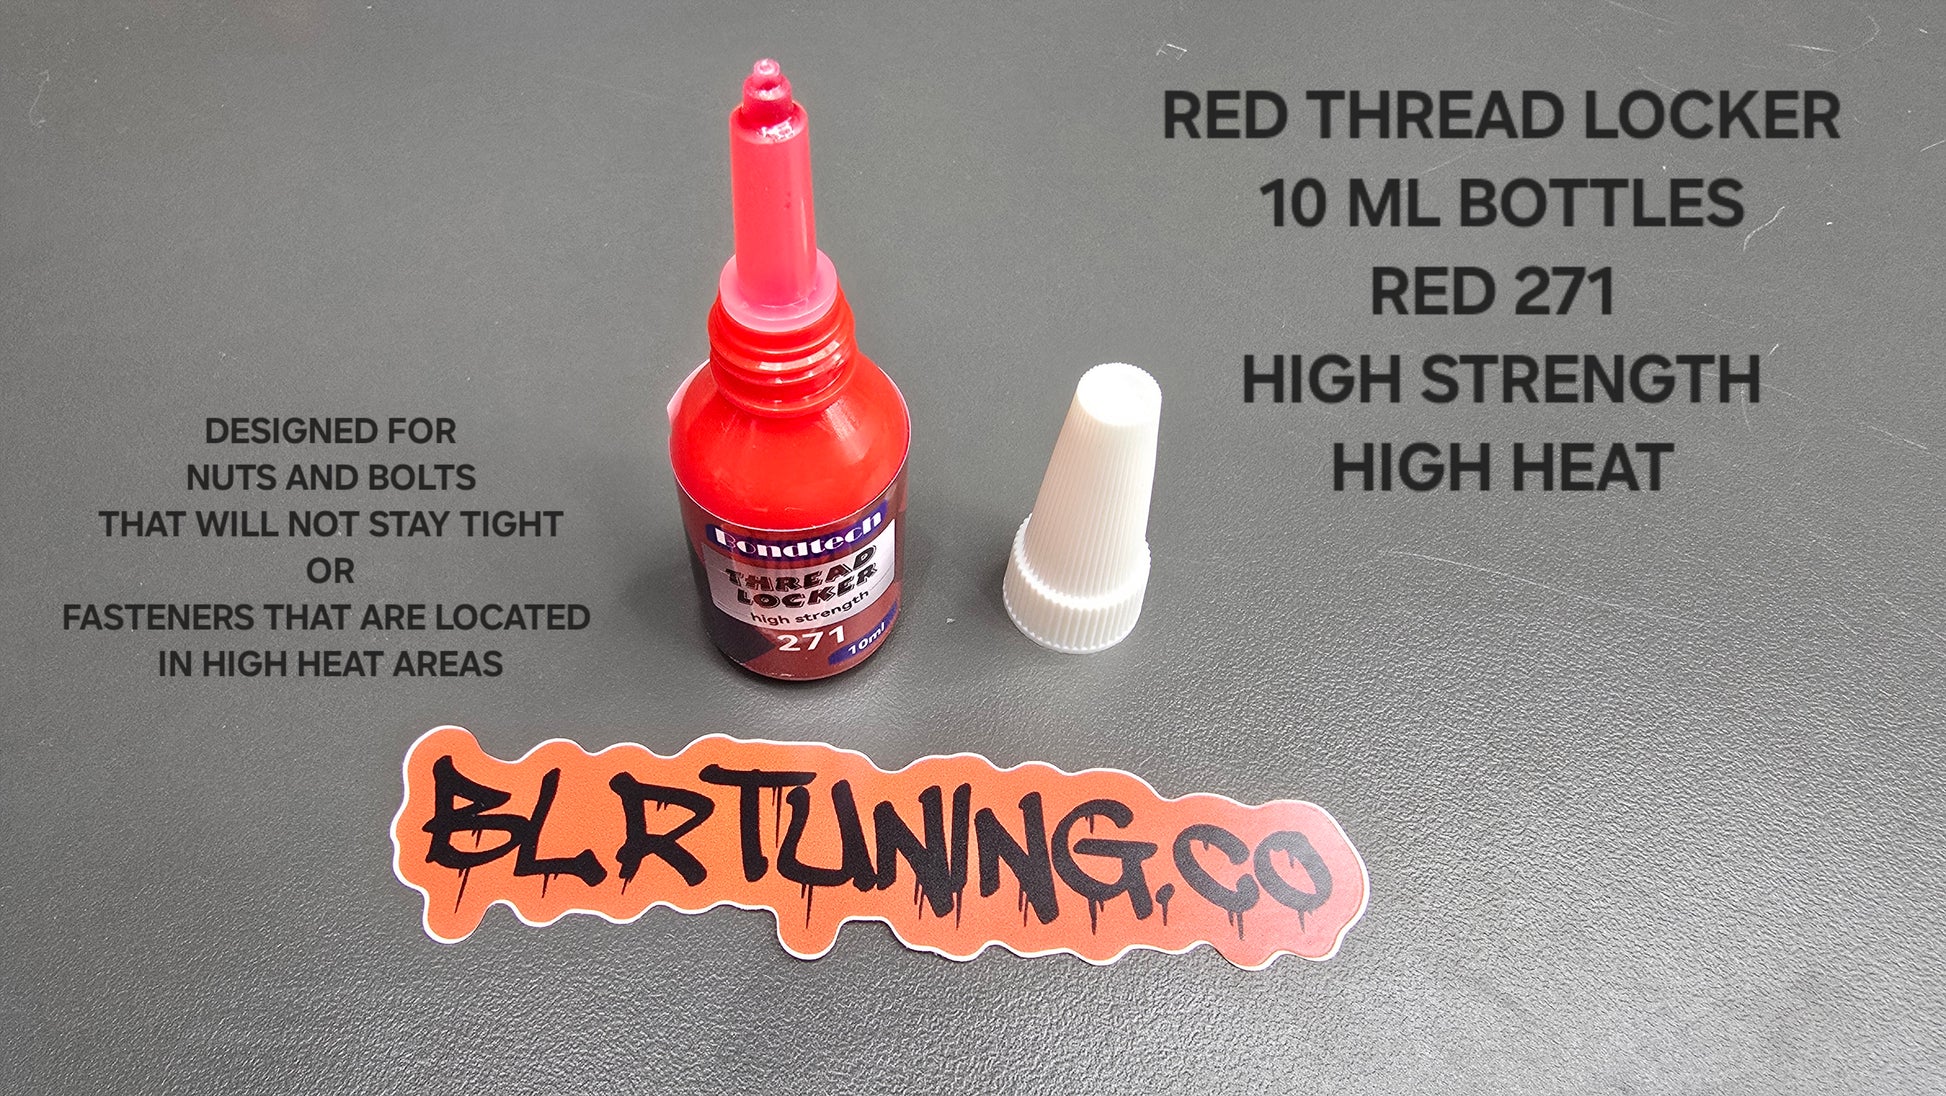 RED THREAD LOCKER
10 ML BOTTLES
RED 271
HIGH STRENGTH
HIGH HEAT
DESIGNED FOR
NUTS AND BOLTS
THAT WILL NOT STAY TIGHT
OR
FASTENERS THAT ARE LOCATED
IN HIGH HEAT AREAS
Bondtech
THREAD
LOCKER
high strength
271
10ml
BLRTUNING.CO